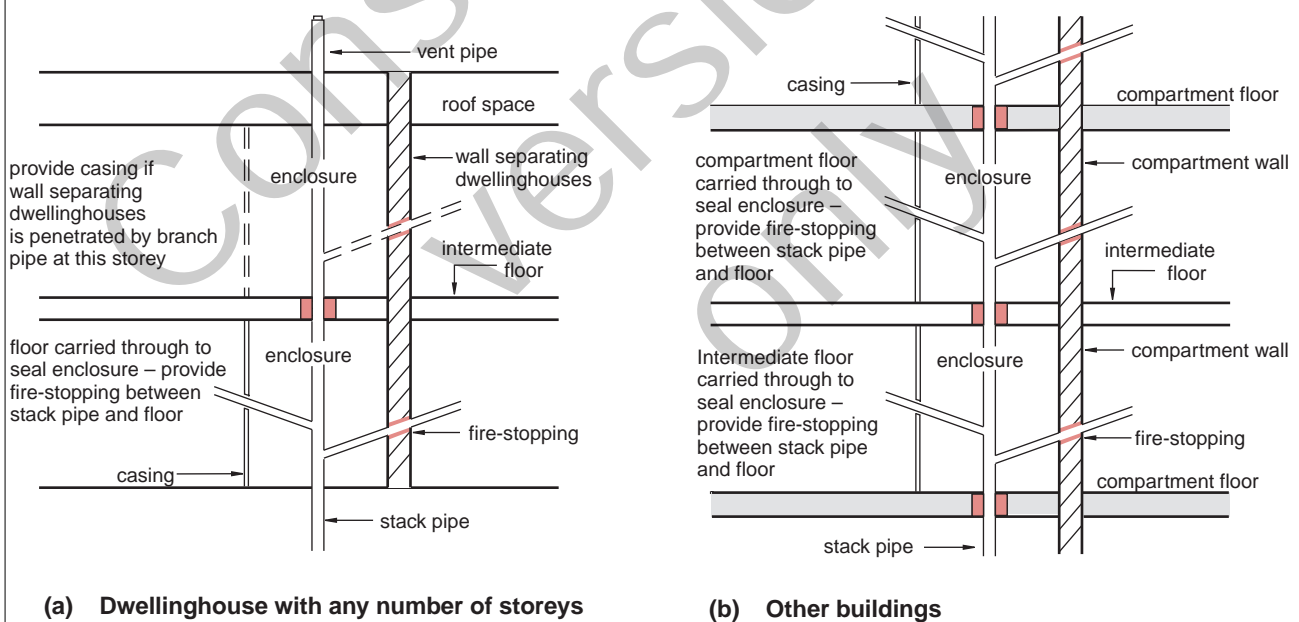 vent pipe
roof space
wall separating
dwellinghouses
provide casing if
wall separating
dwellinghouses
is penetrated by branch
pipe at this storey
enclosure
intermediate
floor
floor carried through to
seal enclosure – provide
fire-stopping between
stack pipe and floor
enclosure
fire-stopping
casing
stack pipe
(a) Dwellinghouse with any number of storeys
casing
compartment floor
compartment floor
carried through to
seal enclosure –
provide fire-stopping
between stack pipe
and floor
enclosure
compartment wall
intermediate
floor
Intermediate floor
carried through to
seal enclosure –
provide fire-stopping
between stack pipe
and floor
enclosure
compartment wall
fire-stopping
compartment floor
stack pipe
(b) Other buildings
only